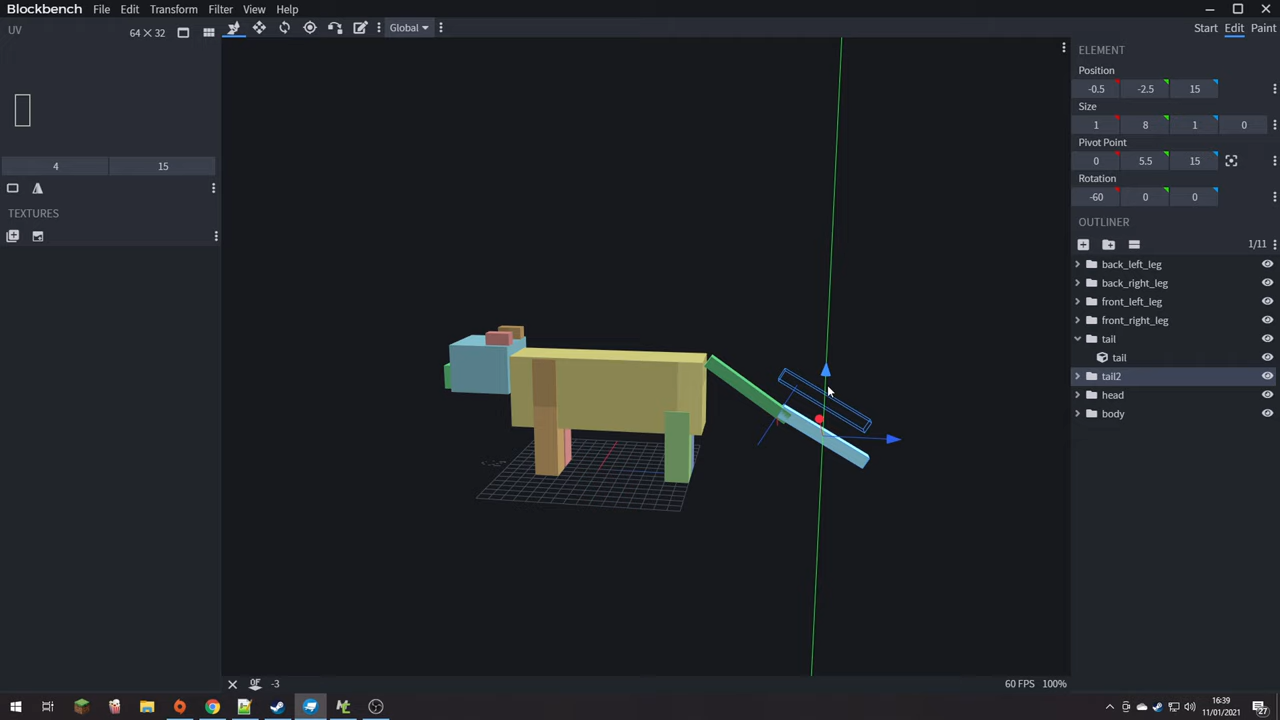 Blockbench File Edit Transform Filter View Help
UV 64 × 32 Global Start Edit Paint
ELEMENT
Position
-0.5 -2.5 15
Size
1 8 1 0
4 15 Pivot Point
0 5.5 15
Rotation
-60 0 0
TEXTURES
OUTLINER
1/11
back_left_leg
back_right_leg
front_left_leg
front_right_leg
tail
tail
tail2
head
body
-3 60 FPS 100%
16:39
11/01/2021
27